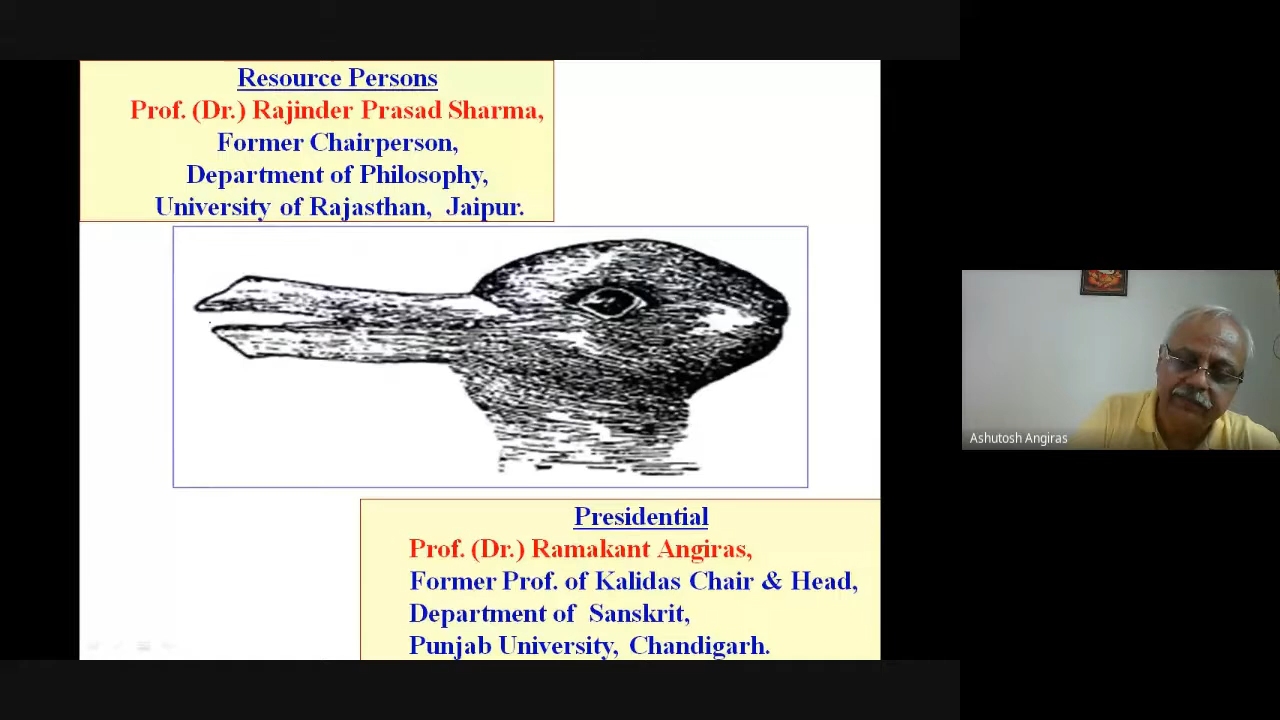 Resource Persons
Prof. (Dr.) Rajinder Prasad Sharma,
Former Chairperson,
Department of Philosophy,
University of Rajasthan, Jaipur.
Presidential
Prof. (Dr.) Ramakant Angiras,
Former Prof. of Kalidas Chair & Head,
Department of Sanskrit,
Punjab University, Chandigarh.
Ashutosh Angiras